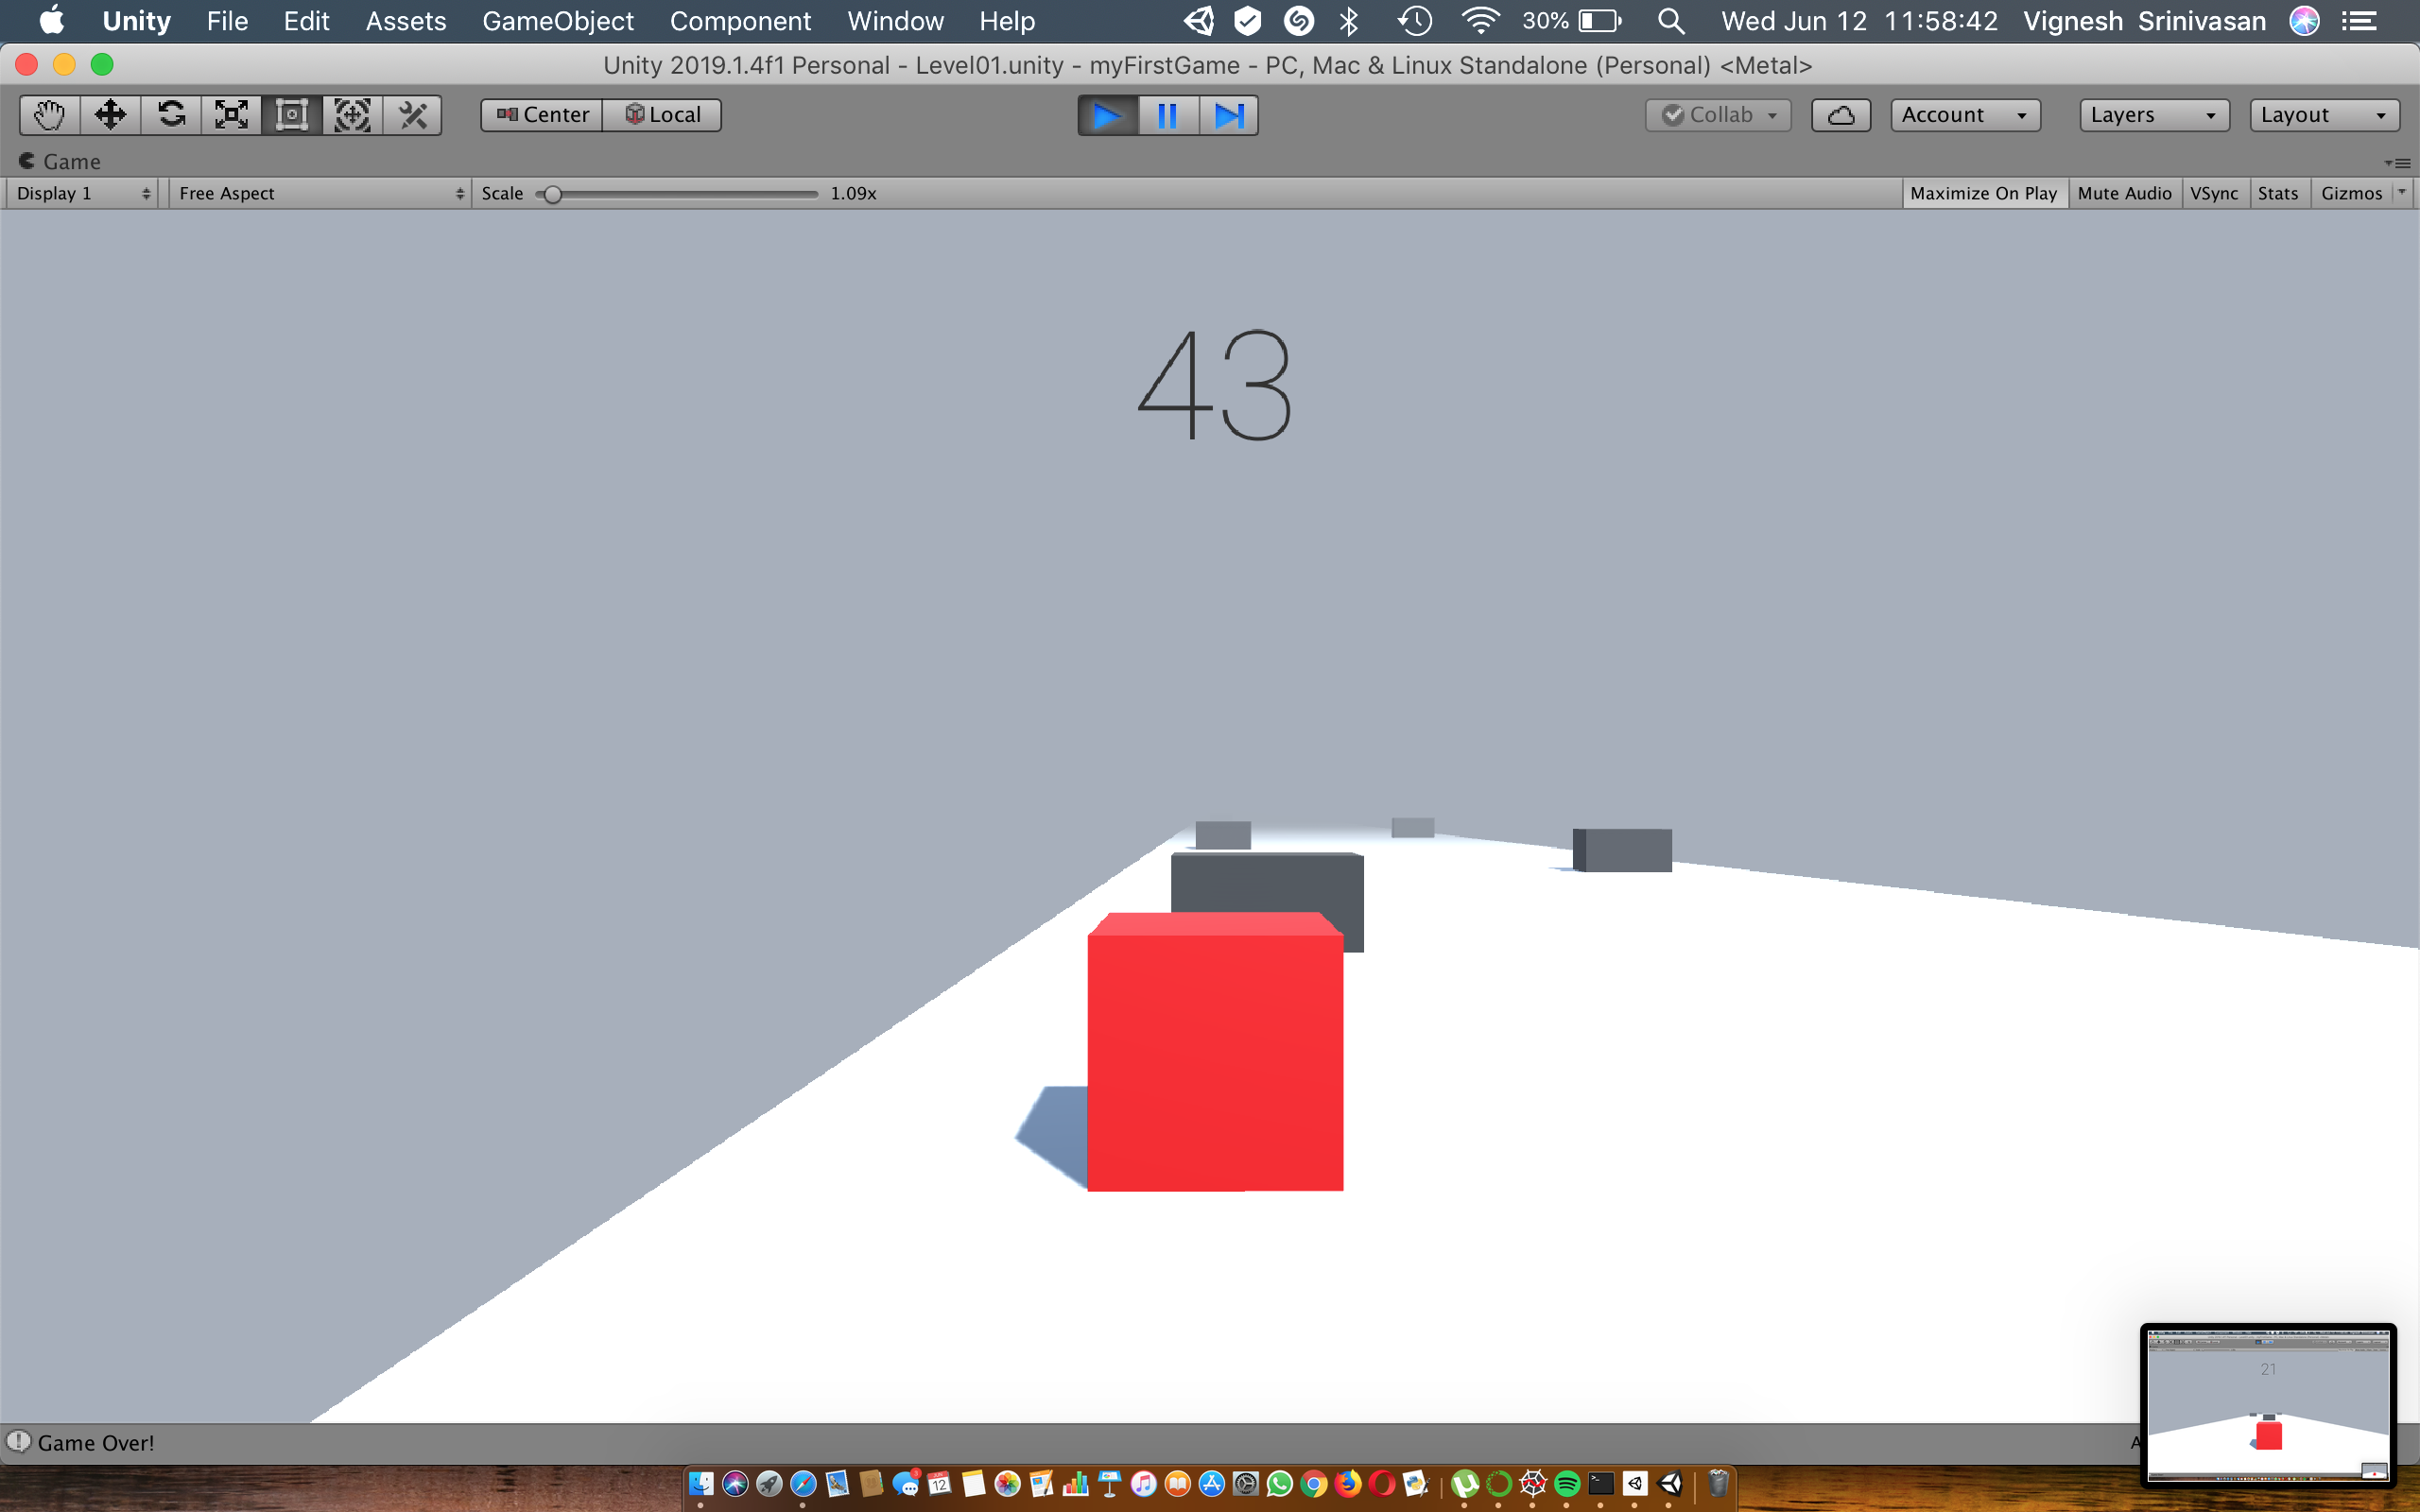 Unity File Edit Assets GameObject Component Window Help 30% Wed Jun 12 11:58:42 Vignesh Srinivasan
Unity 2019.1.4f1 Personal - Level01.unity - myFirstGame - PC, Mac & Linux Standalone (Personal) <Metal>
Center Local Collab Account Layers Layout
Game
Display 1 Free Aspect Scale 1.09x Maximize On Play Mute Audio VSync Stats Gizmos
43
21
Game Over!
3
12